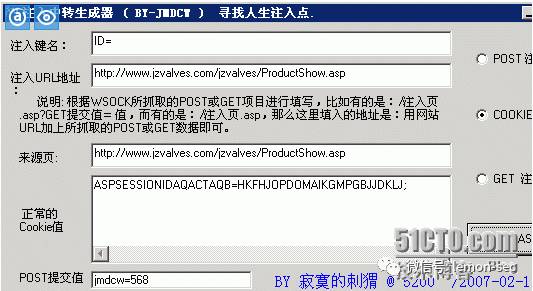 中转生成器 ( BY-JMDCW ) 寻找人生注入点.
注入键名: ID=
POST 注
注入URL地址: http://www.jzvalves.com/jzvalves/ProductShow.asp
说明:根据WSOCK所抓取的POST或GET项目进行填写,比如有的是: /注入页
.asp?GET提交值= 值,而有的是: /注入页.asp,那么这里填入的地址是:用网站
URL加上所抓取的POST或GET数据即可。
COOKIE
来源页: http://www.jzvalves.com/jzvalves/ProductShow.asp
GET 注
正常的
Cookie值
ASPSESSIONIDAQACTAQB=HKFHJOPDOMAIKGMPGBJJDKLJ;
51CTO.com
AS
POST提交值 jmdcw=568
BY 寂寞的刺猬 @ 5200 /2007-02-1